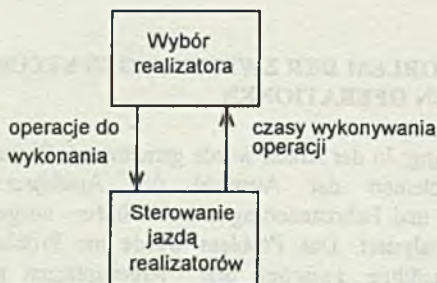 Wybór
realizatora
operacje do
wykonania
czasy wykonywania
operacji
Sterowanie
jazdą
realizatorów